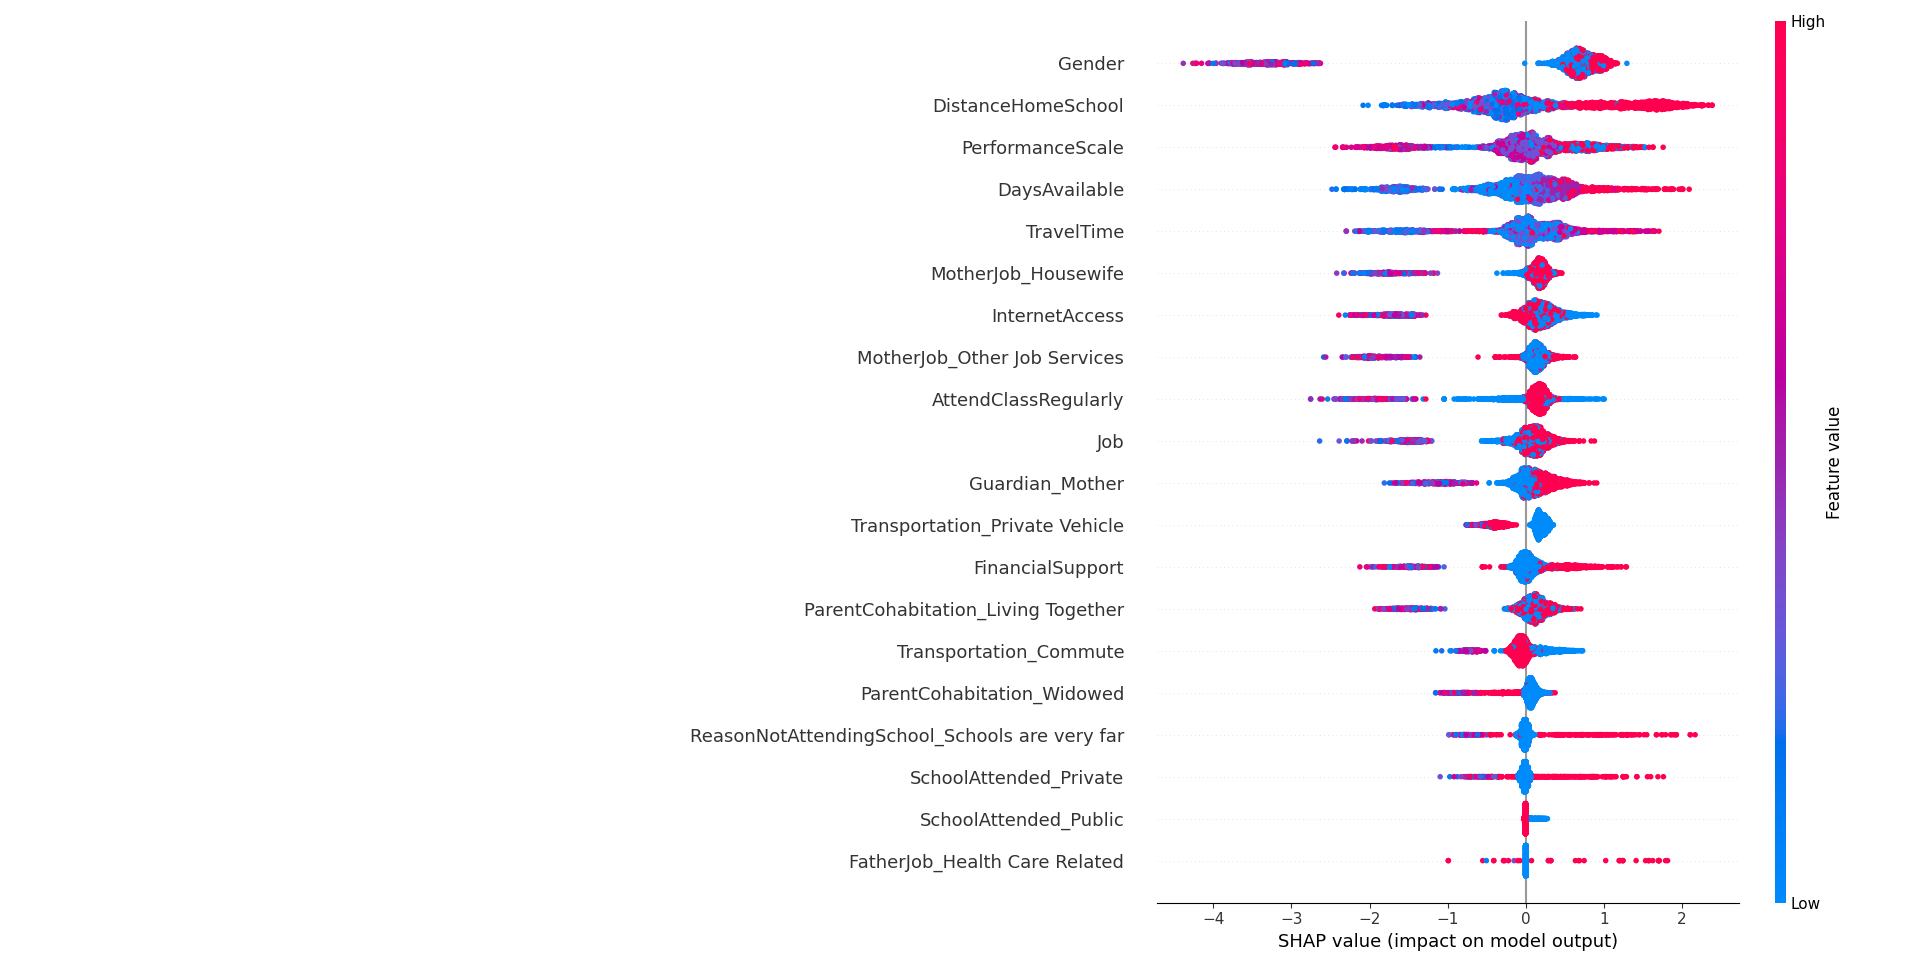 High
Gender
DistanceHomeSchool
PerformanceScale
DaysAvailable
TravelTime
MotherJob_Housewife
InternetAccess
MotherJob_Other Job Services
AttendClassRegularly
Job
Guardian_Mother
Transportation_Private Vehicle
FinancialSupport
ParentCohabitation_Living Together
Transportation_Commute
ParentCohabitation_Widowed
ReasonNotAttendingSchool_Schools are very far
SchoolAttended_Private
SchoolAttended_Public
FatherJob_Health Care Related
Feature value
Low
−4 −3 −2 −1 0 1 2
SHAP value (impact on model output)